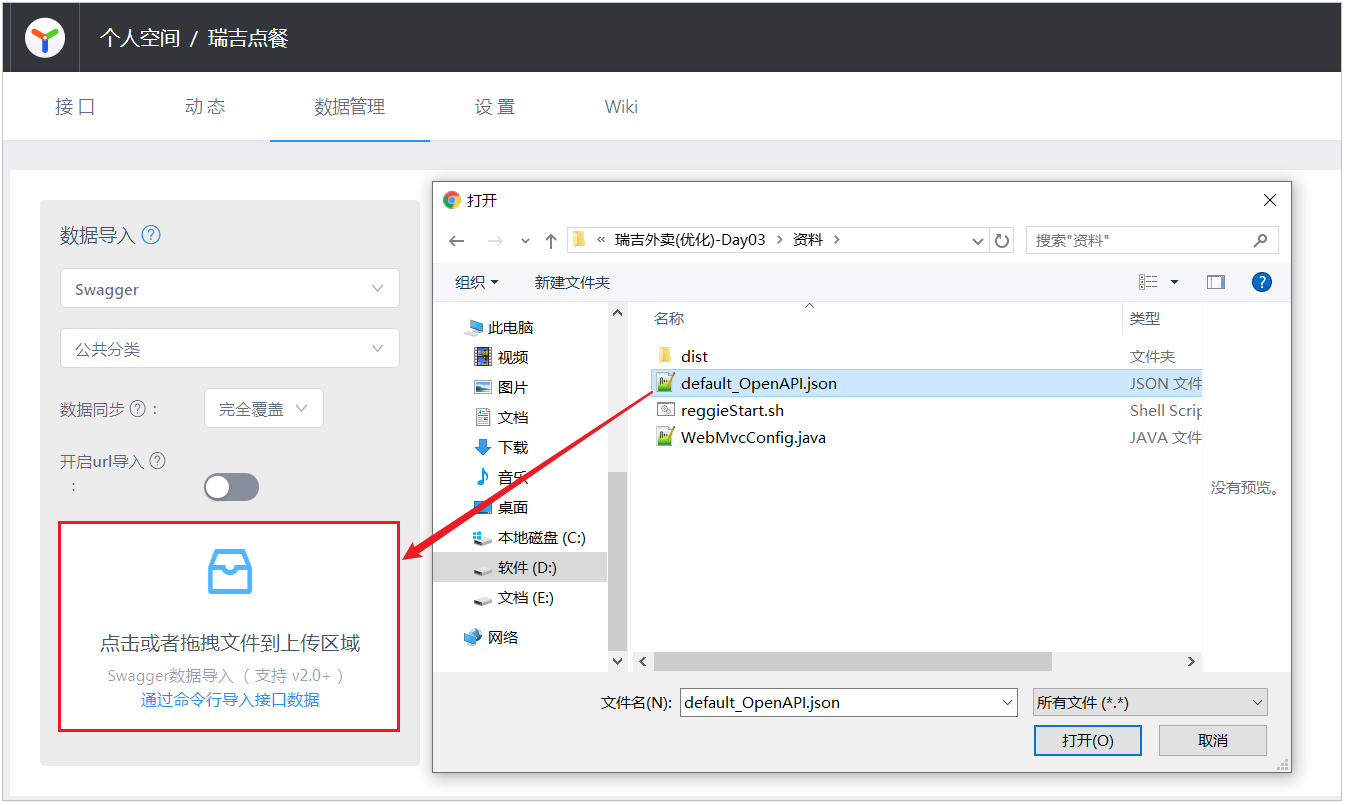 个人空间 / 瑞吉点餐
接口 动态 数据管理 设置 Wiki
数据导入 ?
Swagger
公共分类
数据同步 ? :
完全覆盖
开启url导入 ?
:
点击或者拖拽文件到上传区域
Swagger数据导入 ( 支持 v2.0+ )
通过命令行导入接口数据
打开
« 瑞吉外卖(优化)-Day03 › 资料 ›
搜索"资料"
组织 新建文件夹
?
此电脑
视频
图片
文档
下载
音乐
桌面
本地磁盘 (C:)
软件 (D:)
文档 (E:)
网络
名称 类型
dist 文件夹
default_OpenAPI.json JSON 文件
reggieStart.sh Shell Scrip
WebMvcConfig.java JAVA 文件
没有预览。
文件名(N): default_OpenAPI.json 所有文件 (*.*)
打开(O) 取消